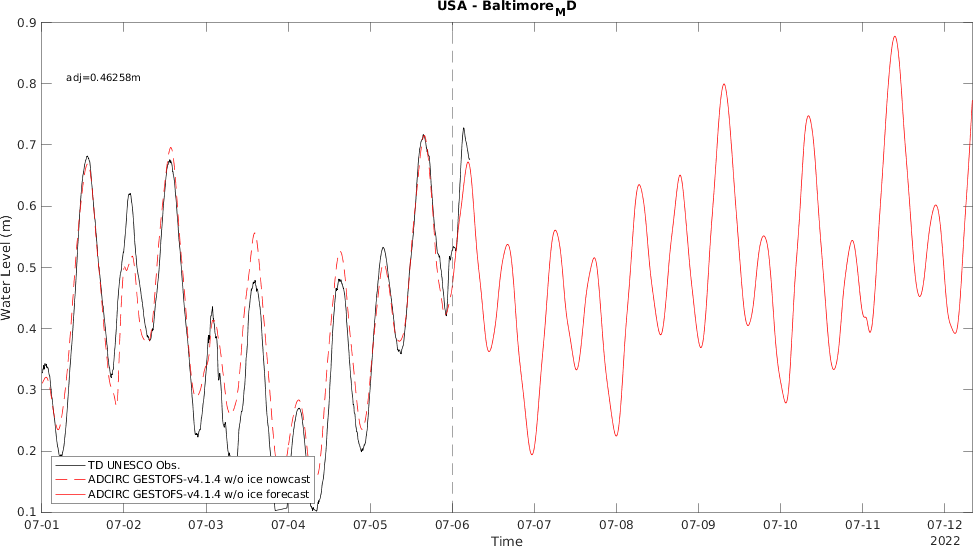 USA - BaltimoreMD
0.9
0.8
0.7
0.6
0.5
0.4
0.3
0.2
0.1
Water Level (m)
adj=0.46258m
TD UNESCO Obs.
ADCIRC GESTOFS-v4.1.4 w/o ice nowcast
ADCIRC GESTOFS-v4.1.4 w/o ice forecast
07-01 07-02 07-03 07-04 07-05 07-06 07-07 07-08 07-09 07-10 07-11 07-12
2022
Time